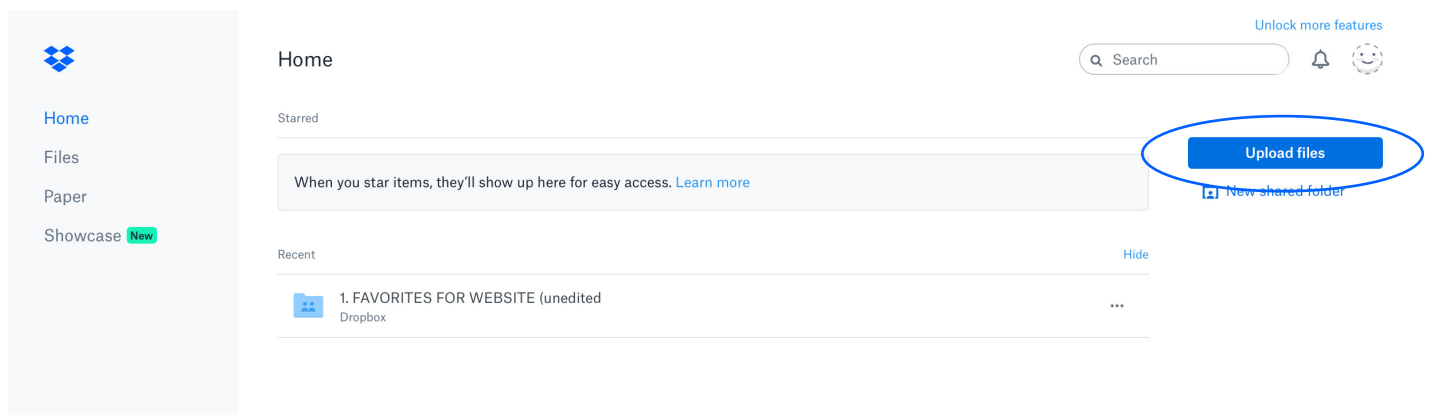 Unlock more features
Home
Search
Home
Files
Paper
Showcase New
Starred
When you star items, they’ll show up here for easy access. Learn more
Upload files
New shared folder
Recent
Hide
1. FAVORITES FOR WEBSITE (unedited
Dropbox